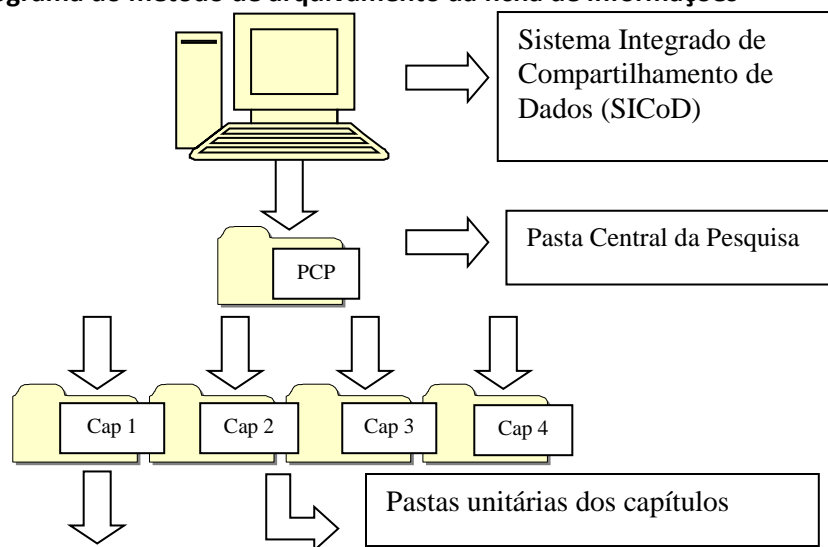 método de arquivamento da ficha de informações
Sistema Integrado de
Compartilhamento de
Dados (SICoD)
PCP
Pasta Central da Pesquisa
Cap 1
Cap 2
Cap 3
Cap 4
Pastas unitárias dos capítulos